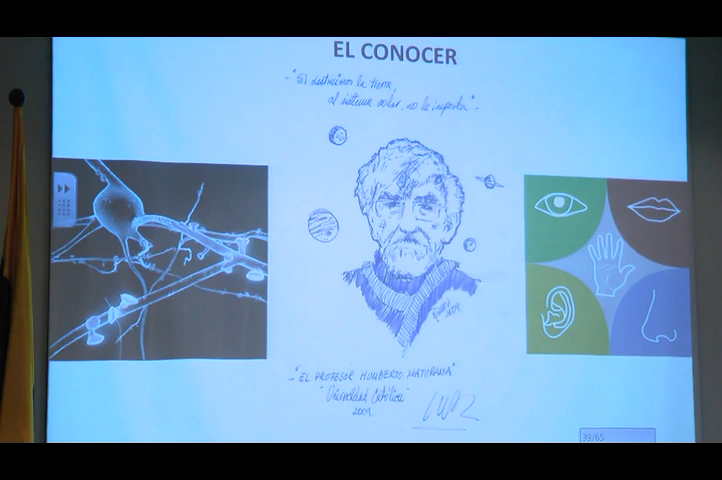 EL CONOCER
- "Si destruimos la tierra,
al sistema solar no le importa" -
- "EL PROFESOR HUMBERTO MATURANA"
"Universidad Católica"
2009.
39/65